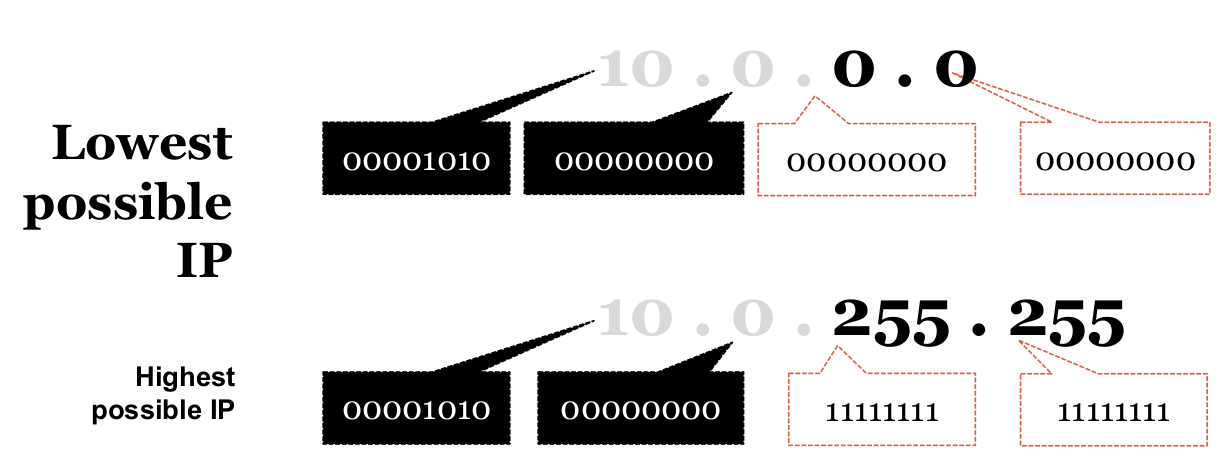 10 . 0 . 0 . 0
Lowest
possible
IP
00001010
00000000
00000000
00000000
10 . 0 . 255 . 255
Highest
possible IP
00001010
00000000
11111111
11111111